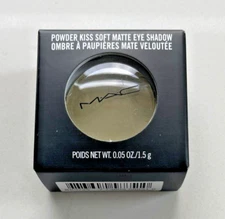 POWDER KISS SOFT MATTE EYE SHADOW
OMBRE À PAUPIÈRES MATE VELOUTÉE
MAC
POIDS NET WT. 0.05 OZ/1.5 g